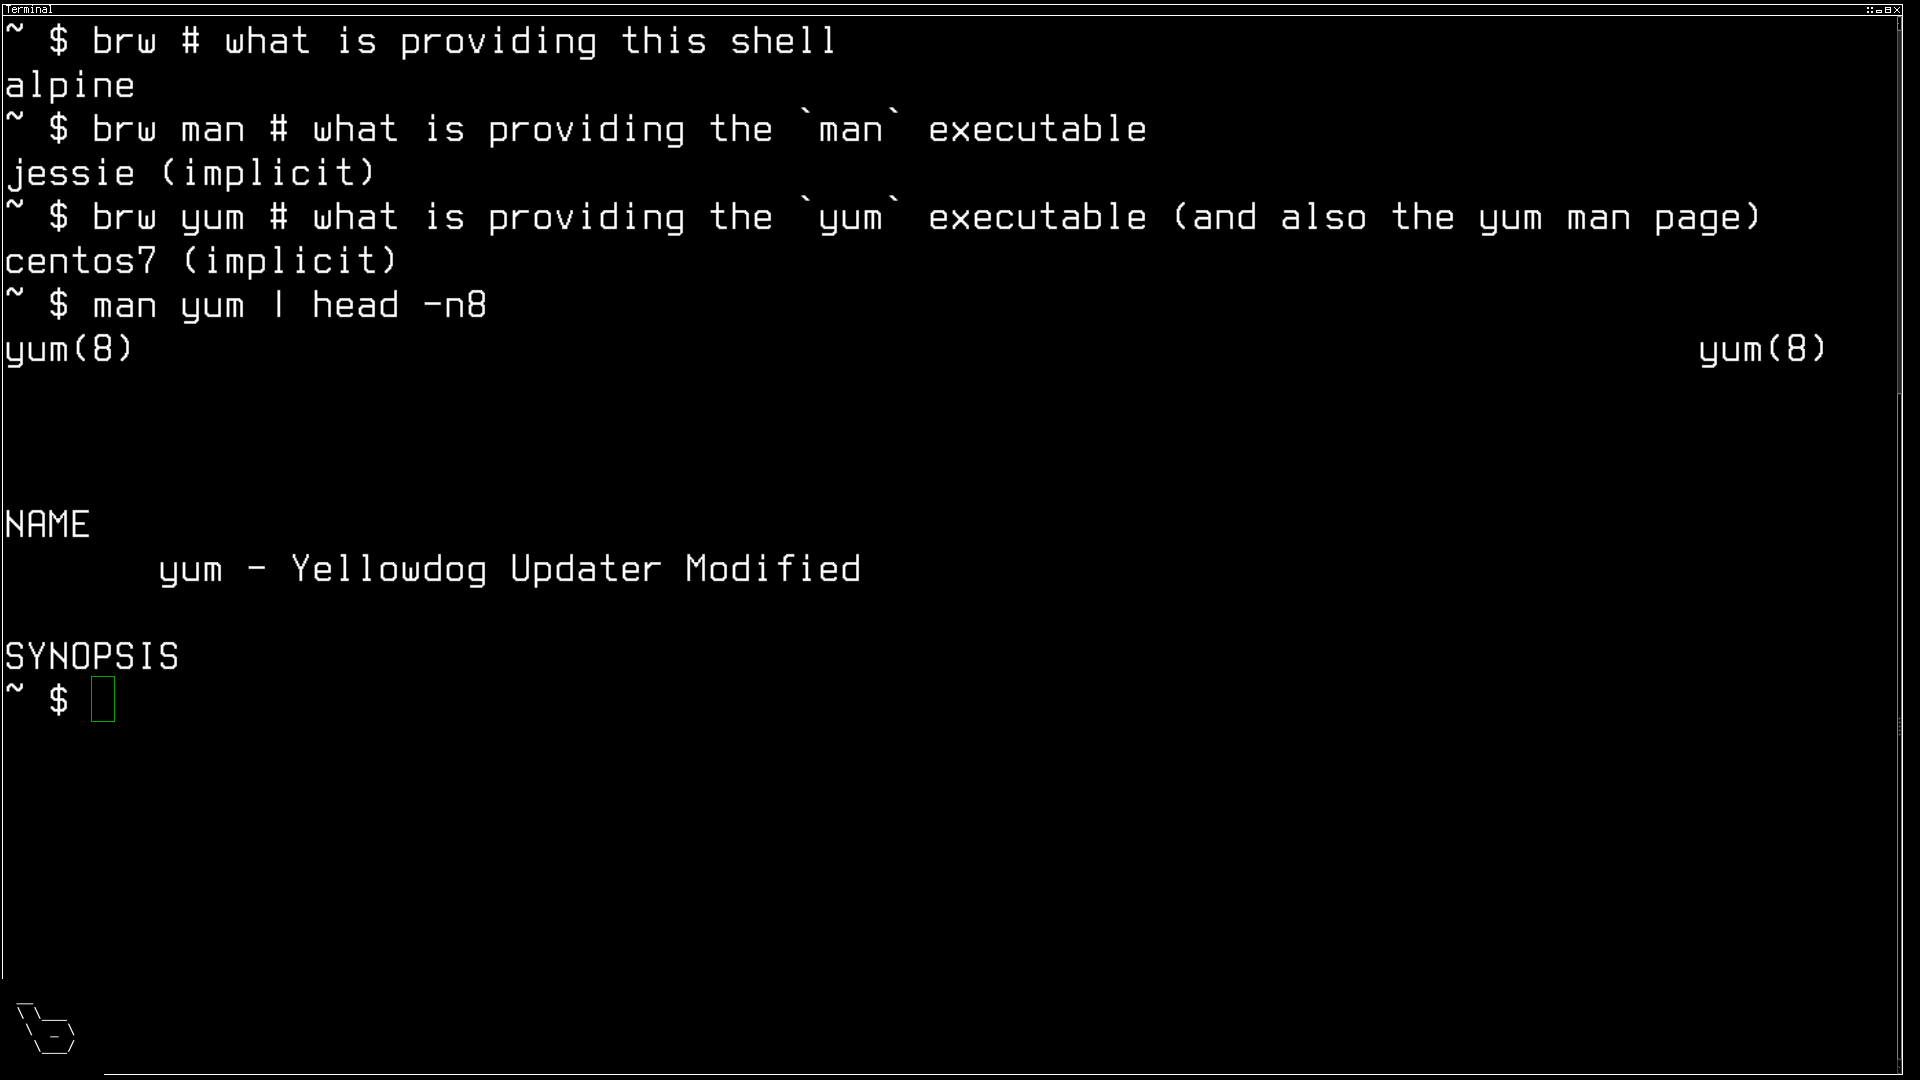 Terminal
~ $ brw # what is providing this shell
alpine
~ $ brw man # what is providing the `man` executable
jessie (implicit)
~ $ brw yum # what is providing the `yum` executable (and also the yum man page)
centos7 (implicit)
~ $ man yum | head -n8
yum(8) yum(8)
NAME
yum - Yellowdog Updater Modified
SYNOPSIS
~ $